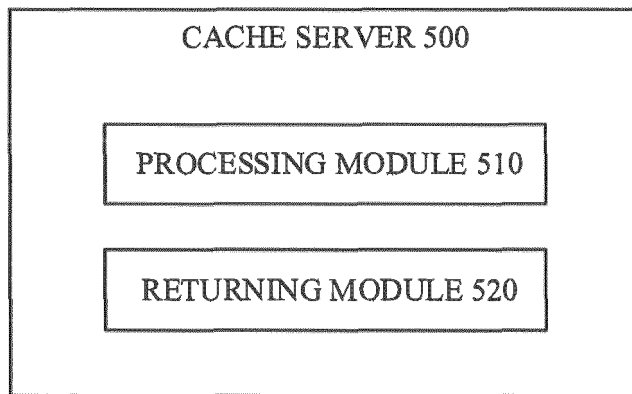 CACHE SERVER 500
PROCESSING MODULE 510
RETURNING MODULE 520